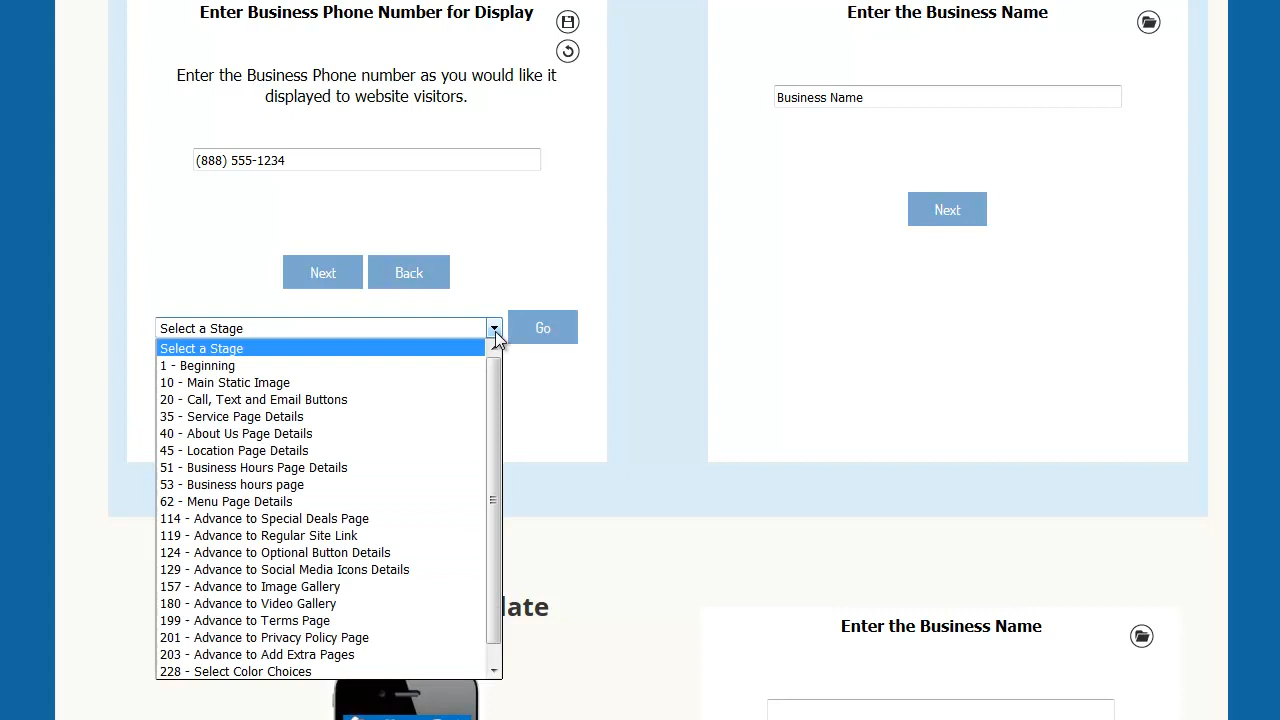 Enter Business Phone Number for Display
Enter the Business Phone number as you would like it
displayed to website visitors.
(888) 555-1234
Next
Back
Select a Stage
Go
Select a Stage
1 - Beginning
10 - Main Static Image
20 - Call, Text and Email Buttons
35 - Service Page Details
40 - About Us Page Details
45 - Location Page Details
51 - Business Hours Page Details
53 - Business hours page
62 - Menu Page Details
114 - Advance to Special Deals Page
119 - Advance to Regular Site Link
124 - Advance to Optional Button Details
129 - Advance to Social Media Icons Details
157 - Advance to Image Gallery
180 - Advance to Video Gallery
199 - Advance to Terms Page
201 - Advance to Privacy Policy Page
203 - Advance to Add Extra Pages
228 - Select Color Choices
Enter the Business Name
Business Name
Next
Enter the Business Name